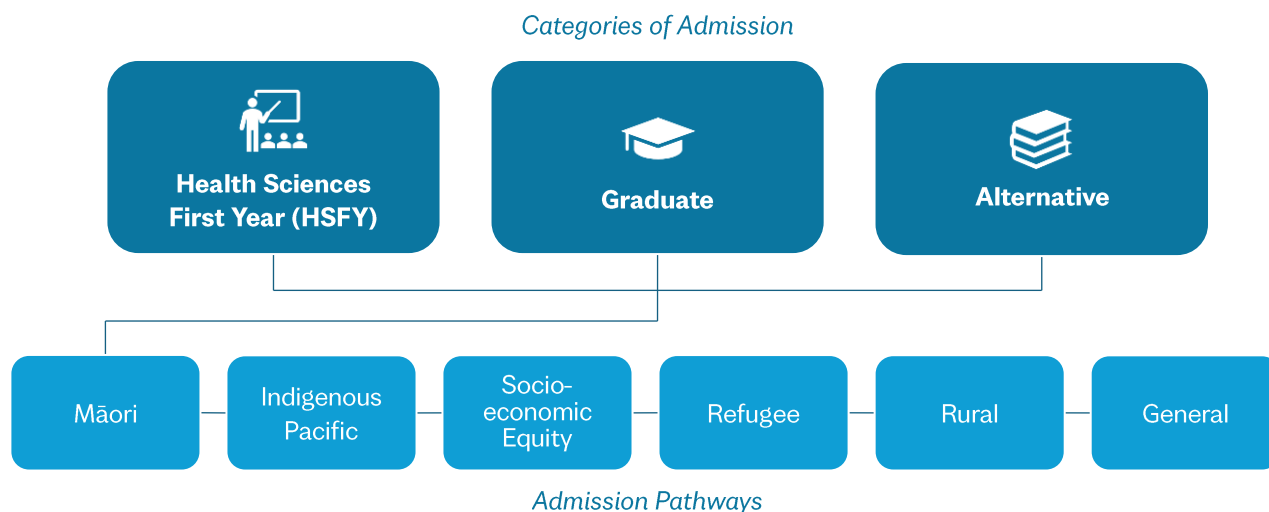 Categories of Admission
Health Sciences
First Year (HSFY)
Graduate
Alternative
Māori
Indigenous
Pacific
Socio-
economic
Equity
Refugee
Rural
General
Admission Pathways